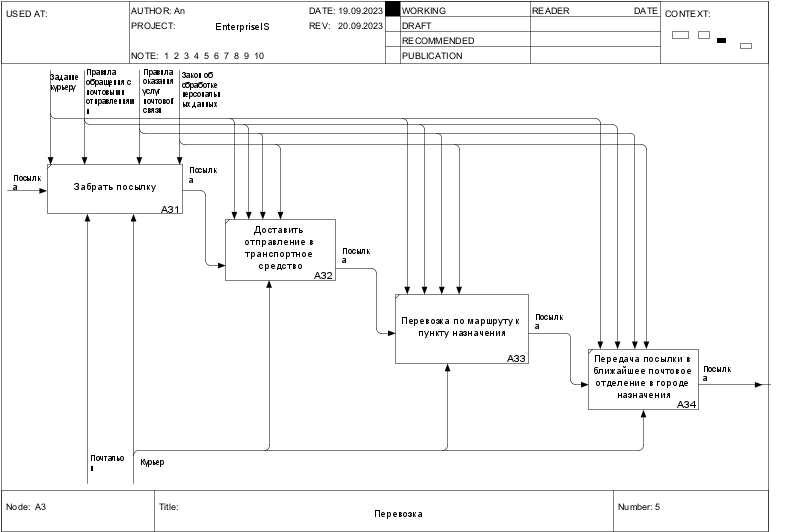 USED AT:
AUTHOR: An
DATE: 19.09.2023
WORKING
READER
DATE
CONTEXT:
PROJECT: EnterpriseIS
REV: 20.09.2023
DRAFT
RECOMMENDED
NOTE: 1 2 3 4 5 6 7 8 9 10
PUBLICATION
Задание
курьеру
Правила
обращения с
почтовыми
отправлениям
и
Правила
оказания
услуг
почтовой
связи
Закон об
обработке
персональн
ых данных
Посылк
а
Забрать посылку
A31
Посылк
а
Доставить
отправление в
транспортное
средство
A32
Посылк
а
Перевозка по маршруту к
пункту назначения
A33
Посылк
а
Передача посылки в
ближайшее почтовое
отделение в городе
назначения
A34
Посылк
а
Почтальо
н
Курьер
Node: A3
Title:
Перевозка
Number: 5